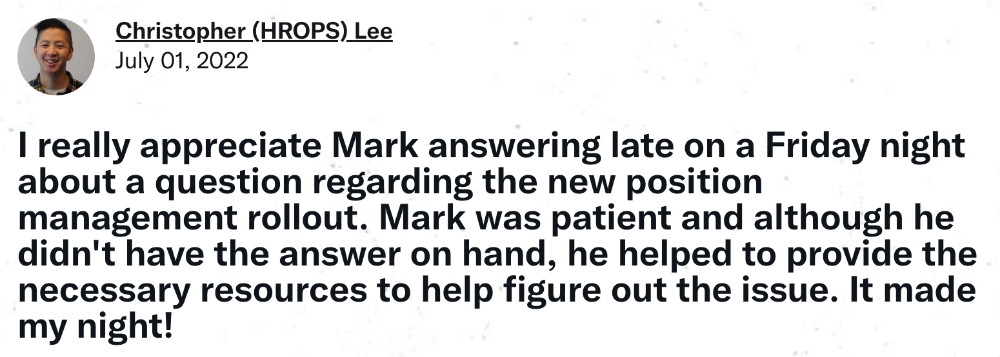 Christopher (HROPS) Lee
July 01, 2022
I really appreciate Mark answering late on a Friday night
about a question regarding the new position
management rollout. Mark was patient and although he
didn't have the answer on hand, he helped to provide the
necessary resources to help figure out the issue. It made
my night!